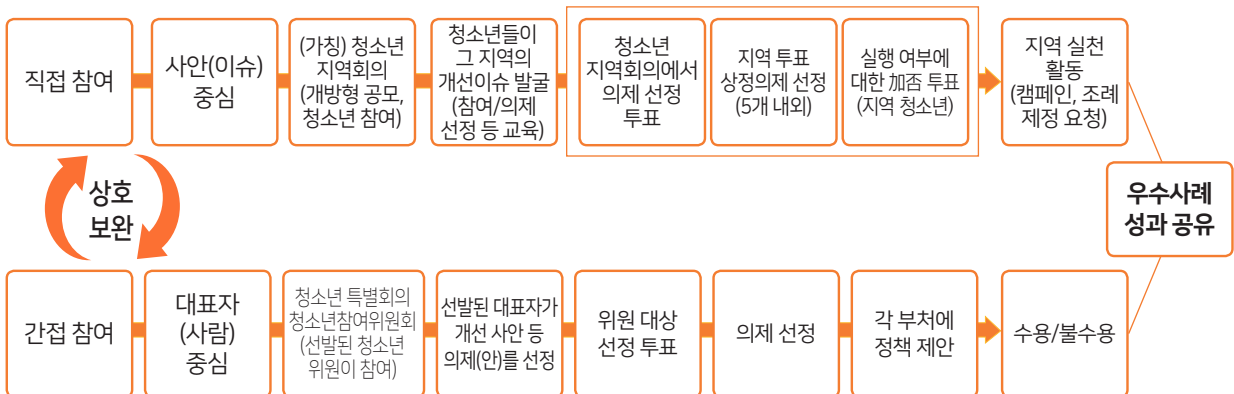 직접 참여
사안(이슈)
중심
(가칭) 청소년
지역회의
(개방형 공모,
청소년 참여)
청소년들이
그 지역의
개선이슈 발굴
(참여/의제
선정 등 교육)
청소년
지역회의에서
의제 선정
투표
지역 투표
상정의제 선정
(5개 내외)
실행 여부에
대한 加否 투표
(지역 청소년)
지역 실천
활동
(캠페인, 조례
제정 요청)
상호
보완
우수사례
성과 공유
간접 참여
대표자
(사람)
중심
청소년 특별회의
청소년참여위원회
(선발된 청소년
위원이 참여)
선발된 대표자가
개선 사안 등
의제(안)를 선정
위원 대상
선정 투표
의제 선정
각 부처에
정책 제안
수용/불수용